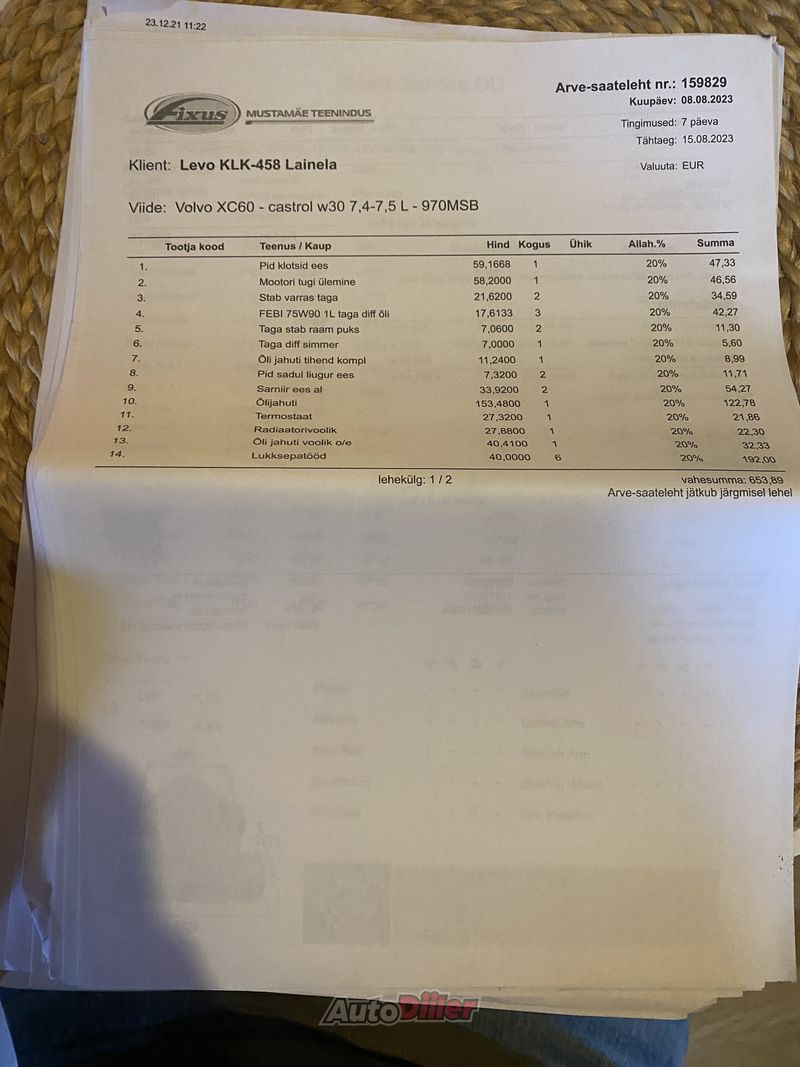 23.12.21 11:22
Fixus MUSTAMÄE TEENINDUS
Arve-saateleht nr.: 159829
Kuupäev: 08.08.2023
Tingimused: 7 päeva
Tähtaeg: 15.08.2023
Klient: Levo KLK-458 Lainela
Valuuta: EUR
Viide: Volvo XC60 - castrol w30 7,4-7,5 L - 970MSB
Tootja kood Teenus / Kaup Hind Kogus Ühik Allah.% Summa
1. Pid klotsid ees 59,1668 1 20% 47,33
2. Mootori tugi ülemine 58,2000 1 20% 46,56
3. Stab varras taga 21,6200 2 20% 34,59
4. FEBI 75W90 1L taga diff õli 17,6133 3 20% 42,27
5. Taga stab raam puks 7,0600 2 20% 11,30
6. Taga diff simmer 7,0000 1 20% 5,60
7. Õli jahuti tihend kompl 11,2400 1 20% 8,99
8. Pid sadul liugur ees 7,3200 2 20% 11,71
9. Sarniir ees al 33,9200 2 20% 54,27
10. Õlijahuti 153,4800 1 20% 122,78
11. Termostaat 27,3200 1 20% 21,86
12. Radiaatorivoolik 27,8800 1 20% 22,30
13. Õli jahuti voolik o/e 40,4100 1 20% 32,33
14. Lukksepatööd 40,0000 6 20% 192,00
lehekülg: 1 / 2 vahesumma: 653,89
Arve-saateleht jätkub järgmisel lehel
AutoDiiler